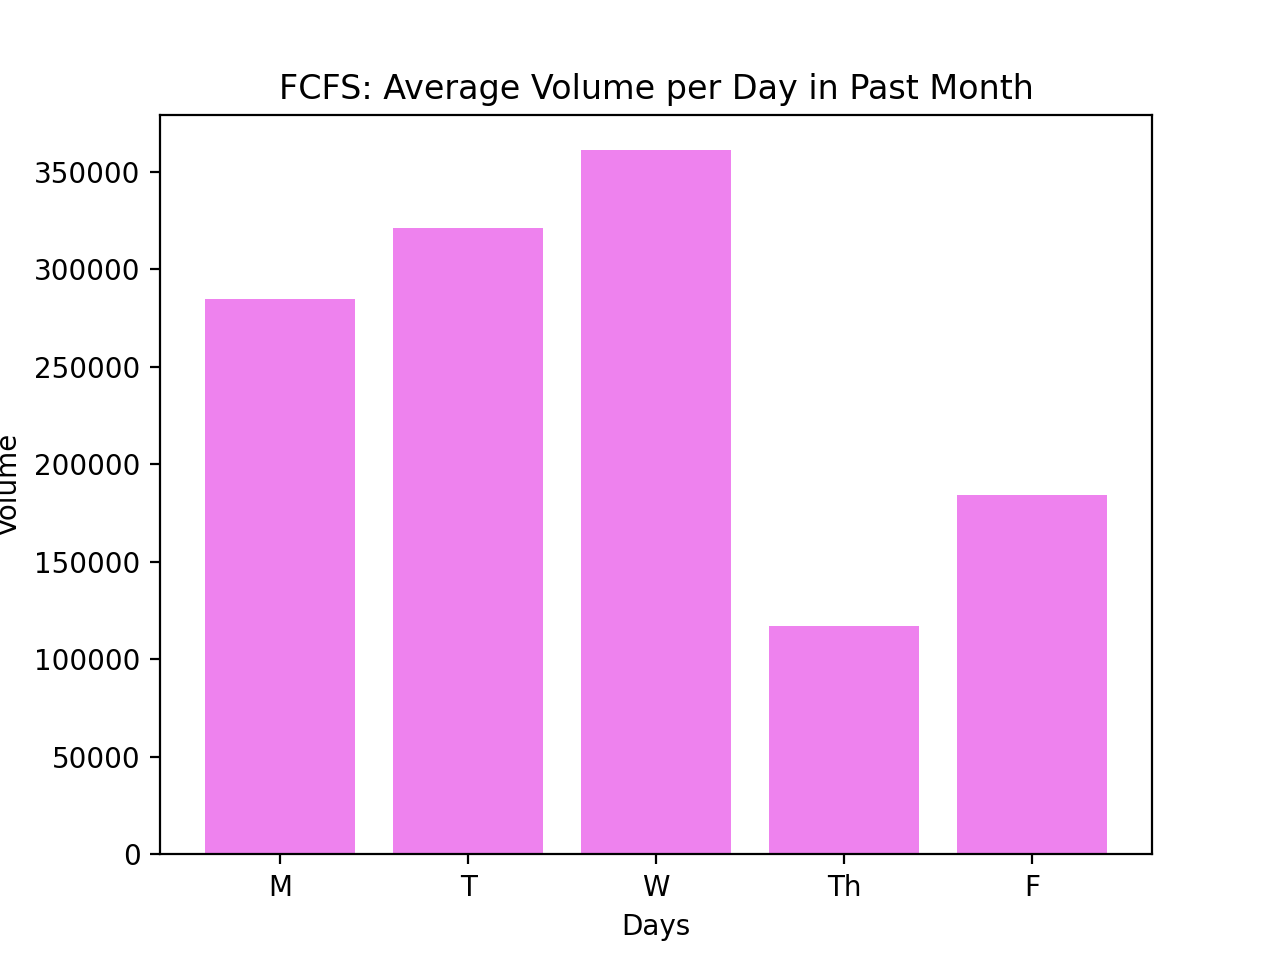 FCFS: Average Volume per Day in Past Month
350000
300000
250000
200000
150000
100000
50000
0
Volume
M T W Th F
Days